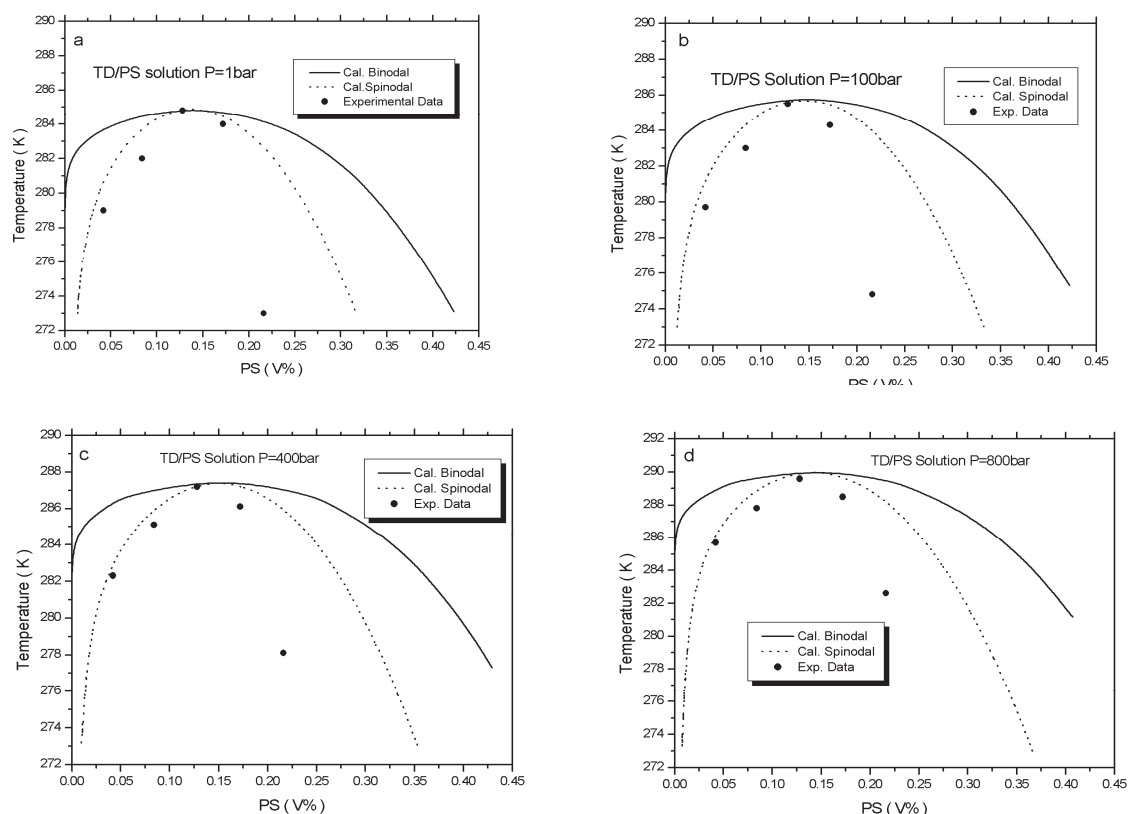 a
TD/PS solution P=1bar
Cal. Binodal
Cal.Spinodal
Experimental Data
Temperature ( K )
290
288
286
284
282
280
278
276
274
272
0.00 0.05 0.10 0.15 0.20 0.25 0.30 0.35 0.40 0.45
PS ( V% )
b
TD/PS Solution P=100bar
Cal. Binodal
Cal. Spinodal
Exp. Data
Temperature ( K )
290
288
286
284
282
280
278
276
274
272
0.00 0.05 0.10 0.15 0.20 0.25 0.30 0.35 0.40 0.45
PS ( V% )
c
TD/PS Solution P=400bar
Cal. Binodal
Cal. Spinodal
Exp. Data
Temperature ( K )
290
288
286
284
282
280
278
276
274
272
0.00 0.05 0.10 0.15 0.20 0.25 0.30 0.35 0.40 0.45
PS ( V% )
d
TD/PS Solution P=800bar
Cal. Binodal
Cal. Spinodal
Exp. Data
Temperature ( K )
292
290
288
286
284
282
280
278
276
274
272
0.00 0.05 0.10 0.15 0.20 0.25 0.30 0.35 0.40 0.45
PS ( V% )